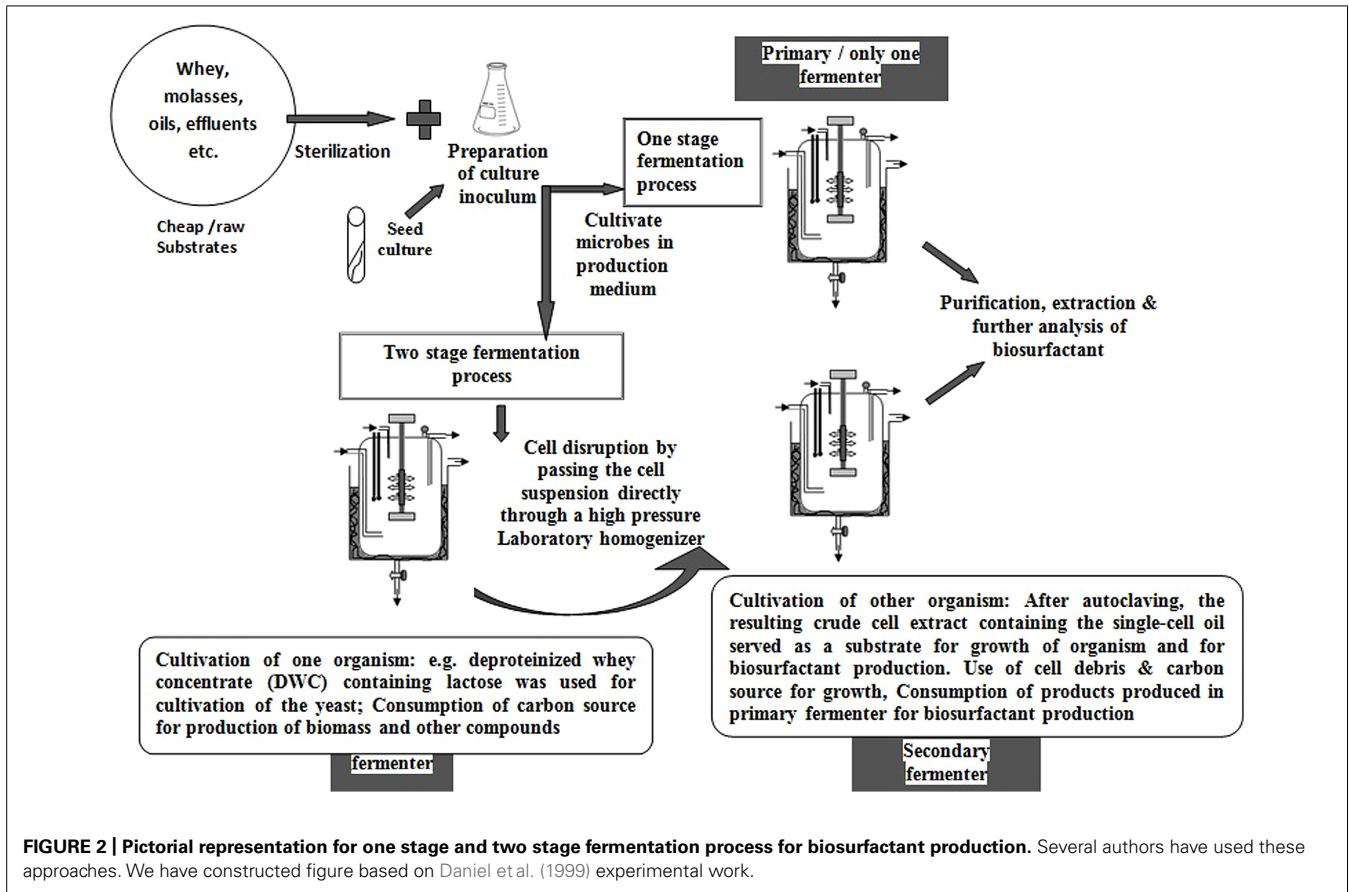 Whey,
molasses,
oils, effluents
etc.
Cheap /raw
Substrates
Sterilization
Seed
culture
Preparation
of culture
inoculum
One stage
fermentation
process
Cultivate
microbes in
production
medium
Primary / only one
fermenter
Purification, extraction &
further analysis of
biosurfactant
Two stage fermentation
process
Cell disruption by
passing the cell
suspension directly
through a high pressure
Laboratory homogenizer
Cultivation of one organism: e.g. deproteinized whey
concentrate (DWC) containing lactose was used for
cultivation of the yeast; Consumption of carbon source
for production of biomass and other compounds
fermenter
Cultivation of other organism: After autoclaving, the
resulting crude cell extract containing the single-cell oil
served as a substrate for growth of organism and for
biosurfactant production. Use of cell debris & carbon
source for growth, Consumption of products produced in
primary fermenter for biosurfactant production
Secondary
fermenter
FIGURE 2 | Pictorial representation for one stage and two stage fermentation process for biosurfactant production. Several authors have used these
approaches. We have constructed figure based on Daniel et al. (1999) experimental work.